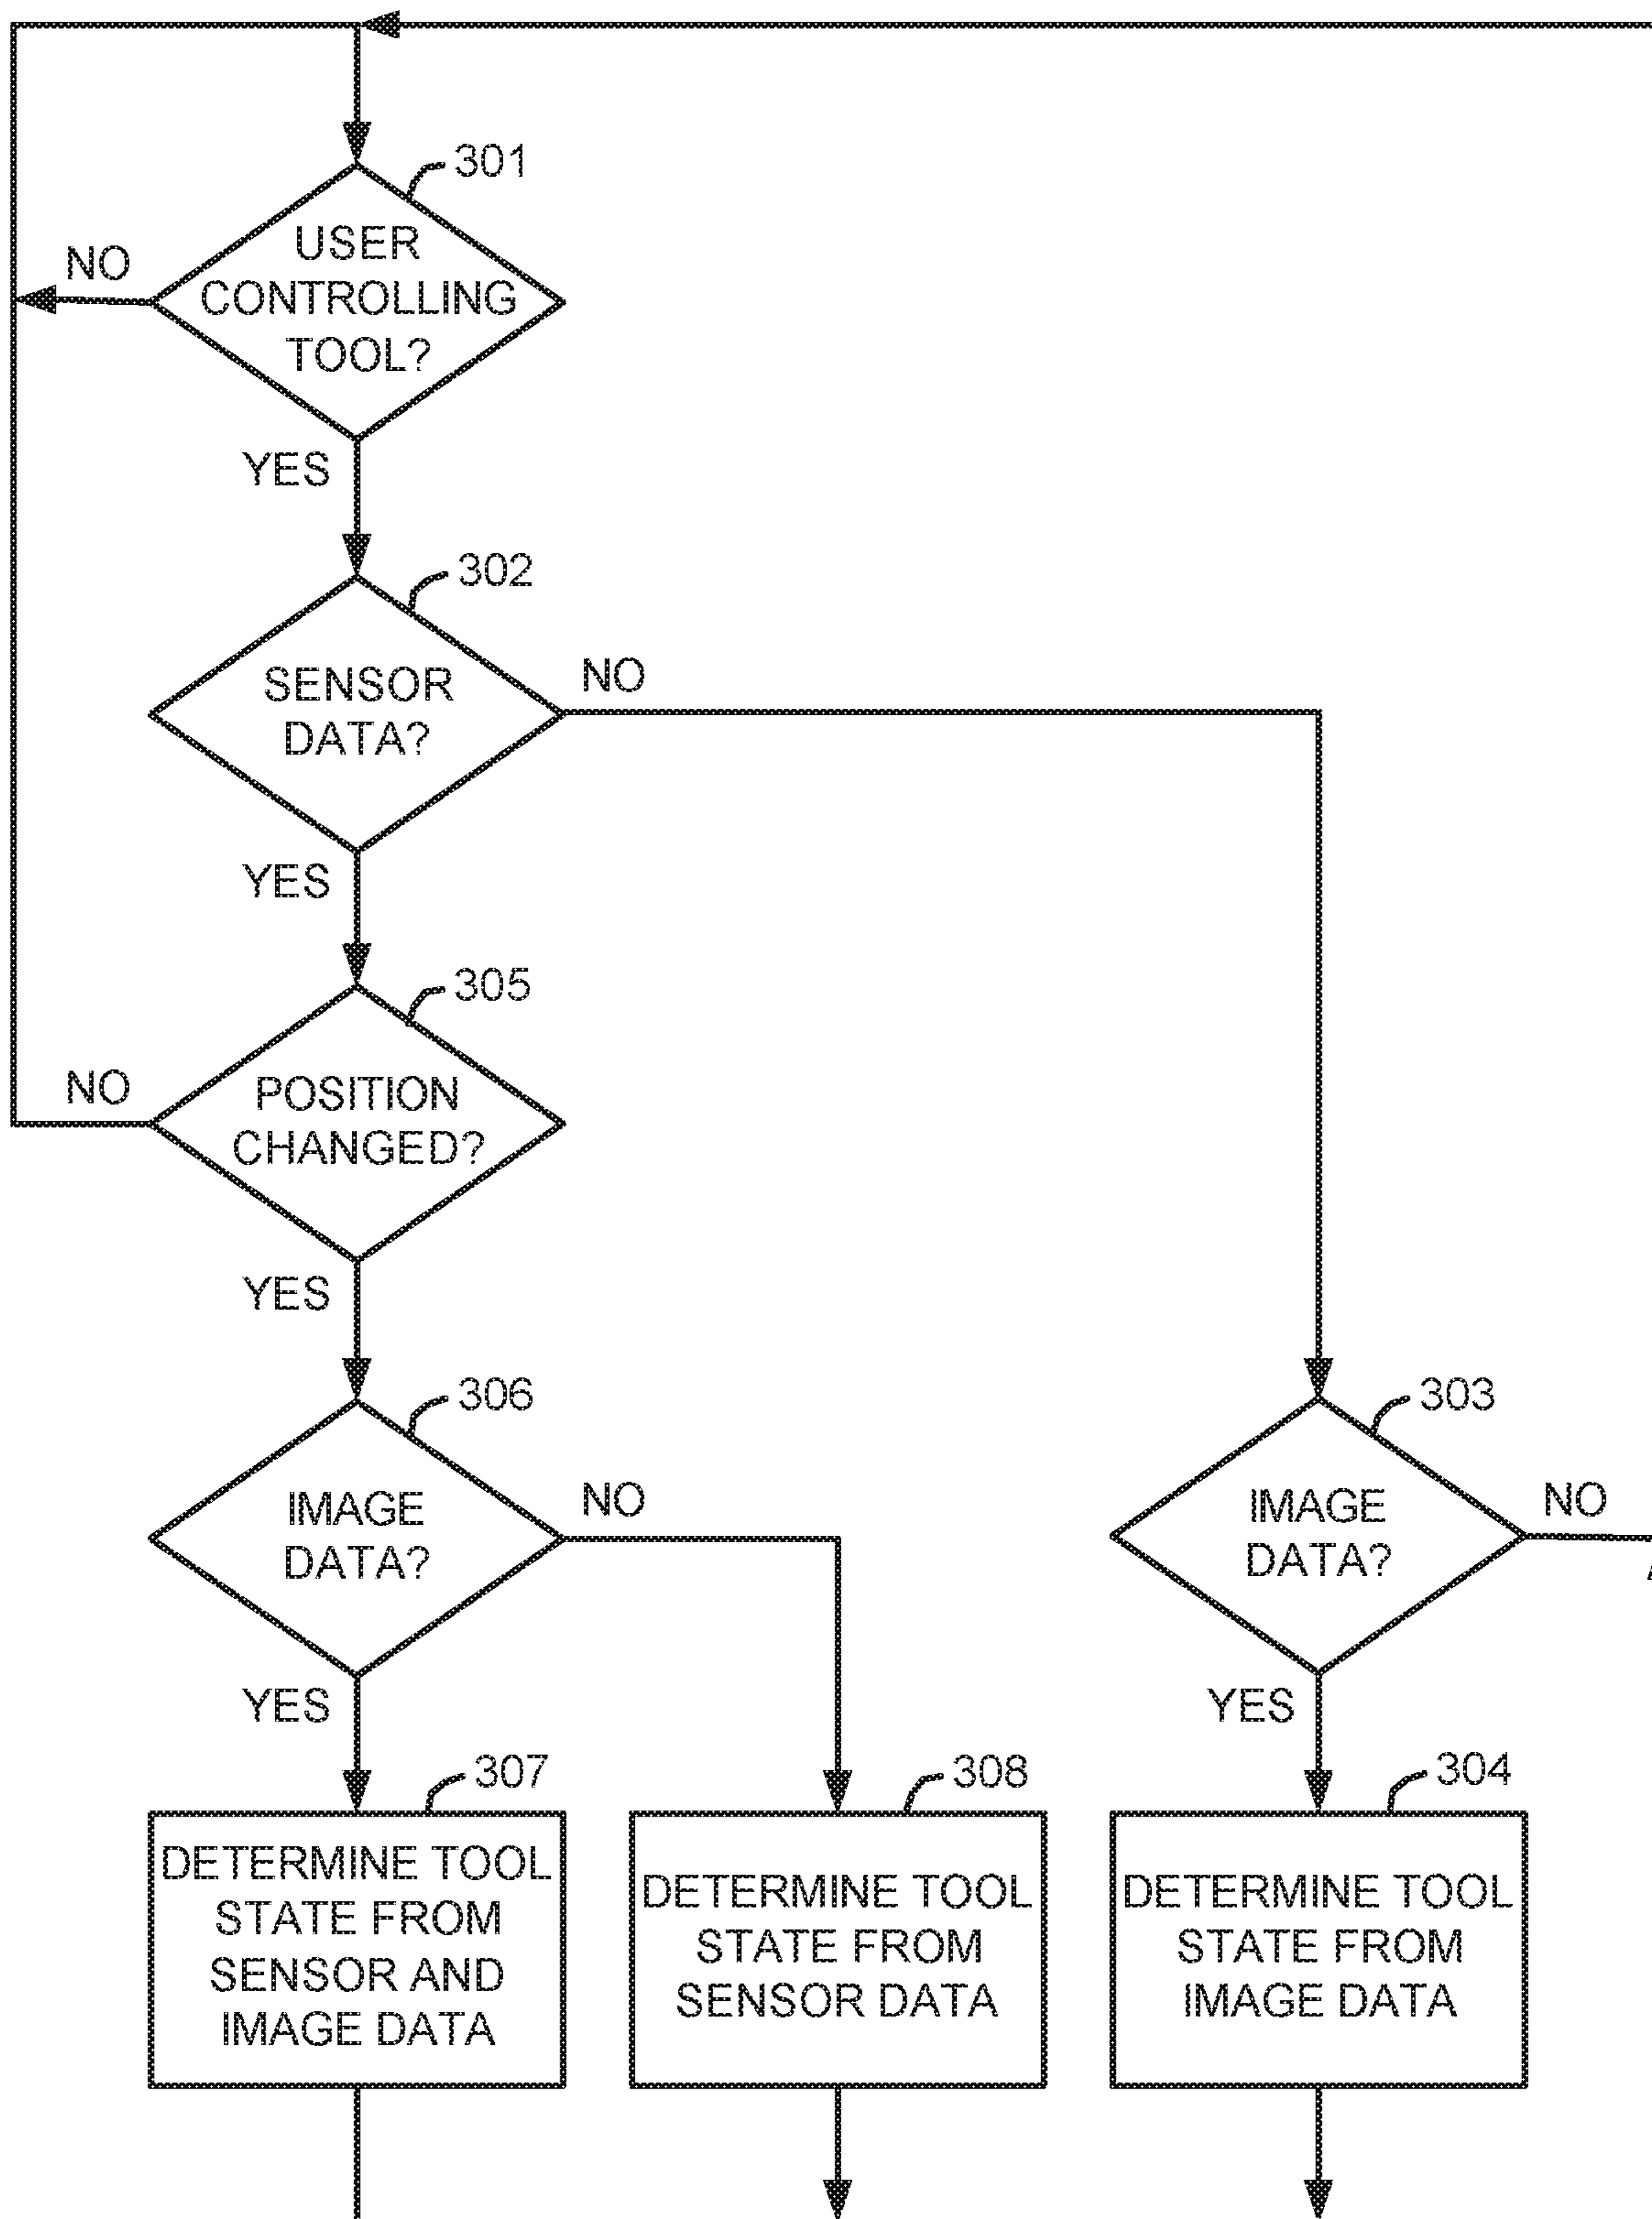 301
USER
CONTROLLING
TOOL?
NO
YES
302
SENSOR
DATA?
NO
YES
305
POSITION
CHANGED?
NO
YES
306
IMAGE
DATA?
NO
YES
303
IMAGE
DATA?
NO
YES
307
DETERMINE TOOL
STATE FROM
SENSOR AND
IMAGE DATA
308
DETERMINE TOOL
STATE FROM
SENSOR DATA
304
DETERMINE TOOL
STATE FROM
IMAGE DATA